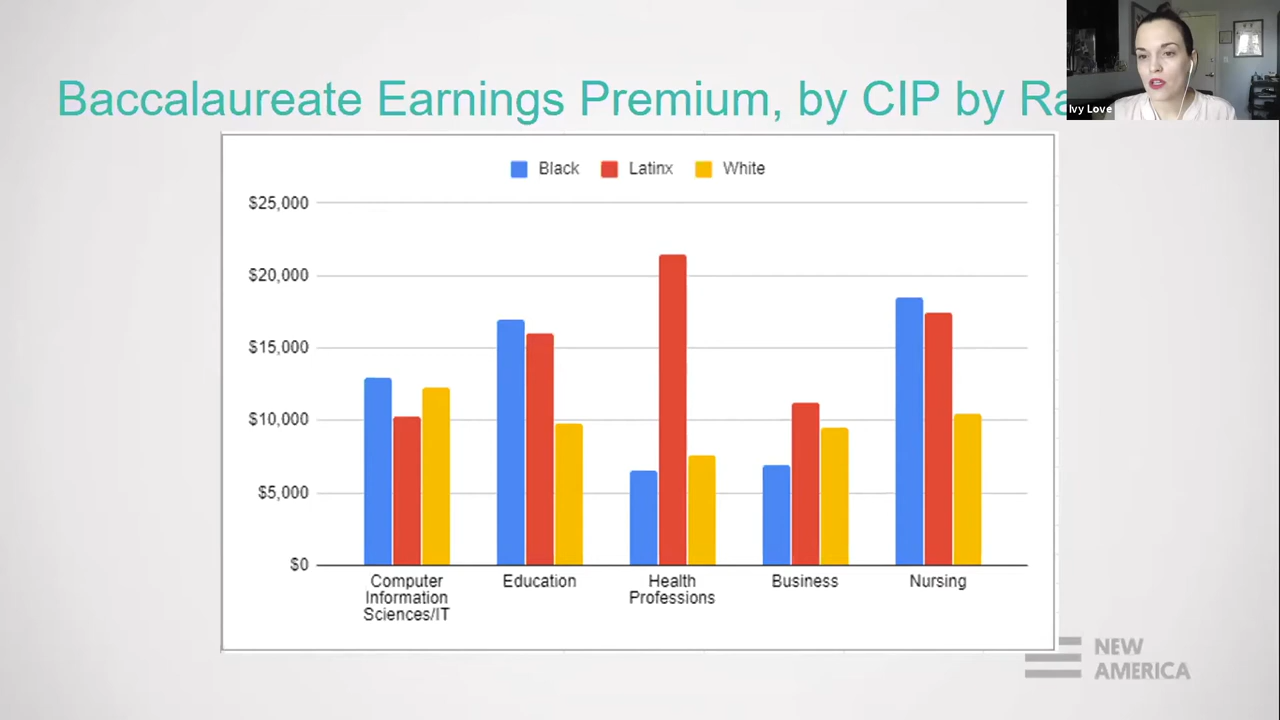 Baccalaureate Earnings Premium, by CIP by Ra
Ivy Love
Black Latinx White
$25,000
$20,000
$15,000
$10,000
$5,000
$0
Computer Information Sciences/IT
Education
Health Professions
Business
Nursing
NEW
AMERICA